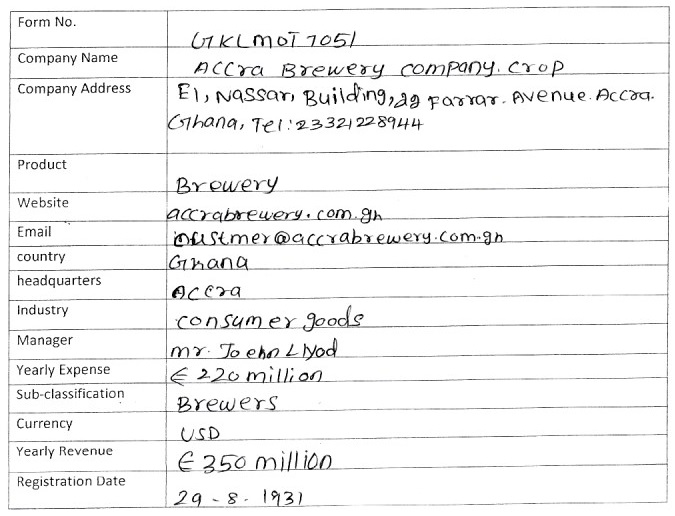 Form No. GKLMOT7051
Company Name Accra Brewery company. Crop
Company Address E1, Nassar, Building, 29 Farrar. Avenue. Accra.
Ghana, Tel: 23321228944
Product Brewery
Website accrabrewery.com.gh
Email @accrabrewery.com.gh
country Ghana
headquarters Accra
Industry consumer goods
Manager mr. Joehn Llyod
Yearly Expense € 220 million
Sub-classification Brewers
Currency USD
Yearly Revenue € 350 million
Registration Date 29 - 8 - 1931